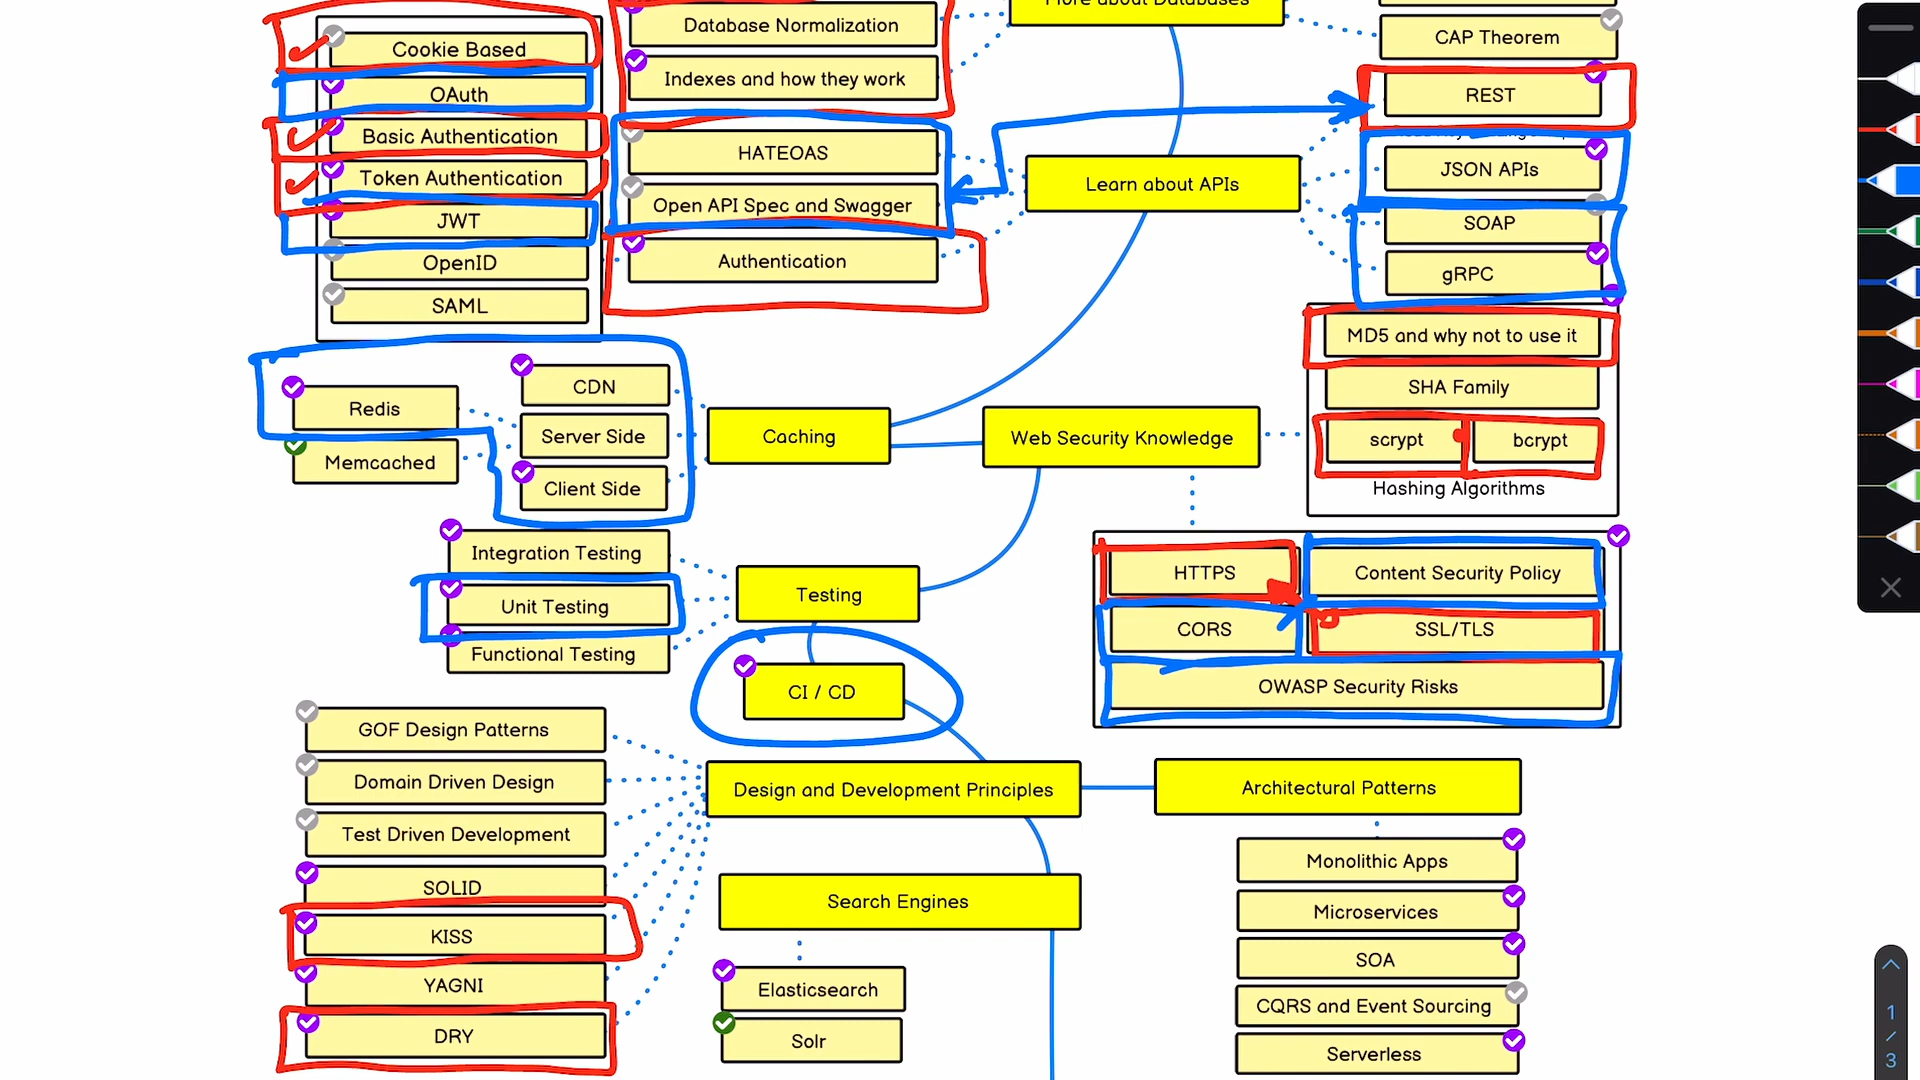 More about Databases
Database Normalization
CAP Theorem
Cookie Based
Indexes and how they work
OAuth
REST
Basic Authentication
HATEOAS
JSON APIs
Token Authentication
Learn about APIs
Open API Spec and Swagger
JWT
SOAP
OpenID
Authentication
gRPC
SAML
MD5 and why not to use it
CDN
SHA Family
Redis
Server Side
Caching
Web Security Knowledge
scrypt
bcrypt
Memcached
Client Side
Hashing Algorithms
Integration Testing
HTTPS
Content Security Policy
Unit Testing
Testing
CORS
SSL/TLS
Functional Testing
CI / CD
OWASP Security Risks
GOF Design Patterns
Domain Driven Design
Design and Development Principles
Architectural Patterns
Test Driven Development
Monolithic Apps
SOLID
Search Engines
Microservices
KISS
SOA
YAGNI
Elasticsearch
CQRS and Event Sourcing
DRY
Solr
Serverless
1
/
3